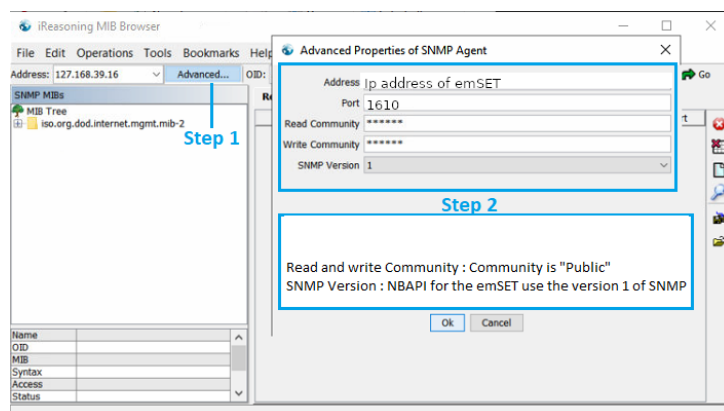 iReasoning MIB Browser
File Edit Operations Tools Bookmarks Help
Address: 127.168.39.16 Advanced... OID: Go
SNMP MIBs
MIB Tree
iso.org.dod.internet.mgmt.mib-2
Step 1
Advanced Properties of SNMP Agent
Address Ip address of emSET
Port 1610
Read Community ******
Write Community ******
SNMP Version 1
Step 2
Read and write Community : Community is "Public"
SNMP Version : NBAPI for the emSET use the version 1 of SNMP
Ok Cancel
Name
OID
MIB
Syntax
Access
Status